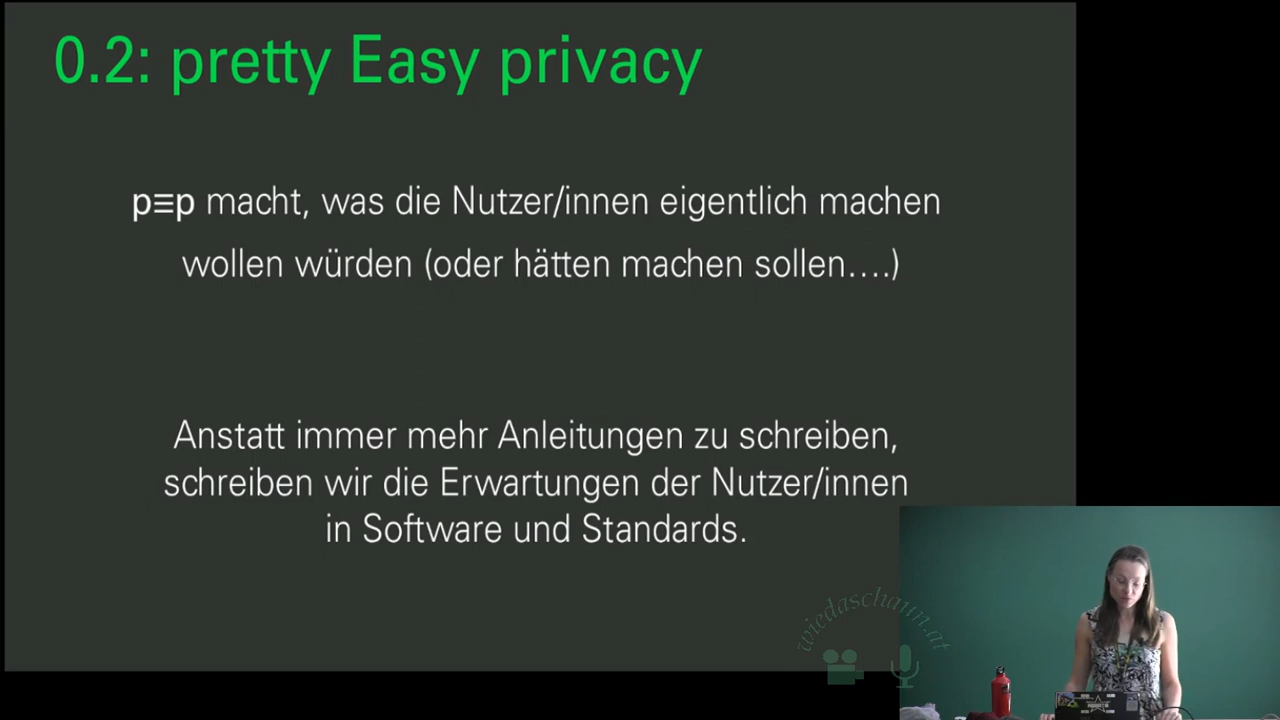 0.2: pretty Easy privacy
p≡p macht, was die Nutzer/innen eigentlich machen
wollen würden (oder hätten machen sollen….)
Anstatt immer mehr Anleitungen zu schreiben,
schreiben wir die Erwartungen der Nutzer/innen
in Software und Standards.
wiedaschaun.at